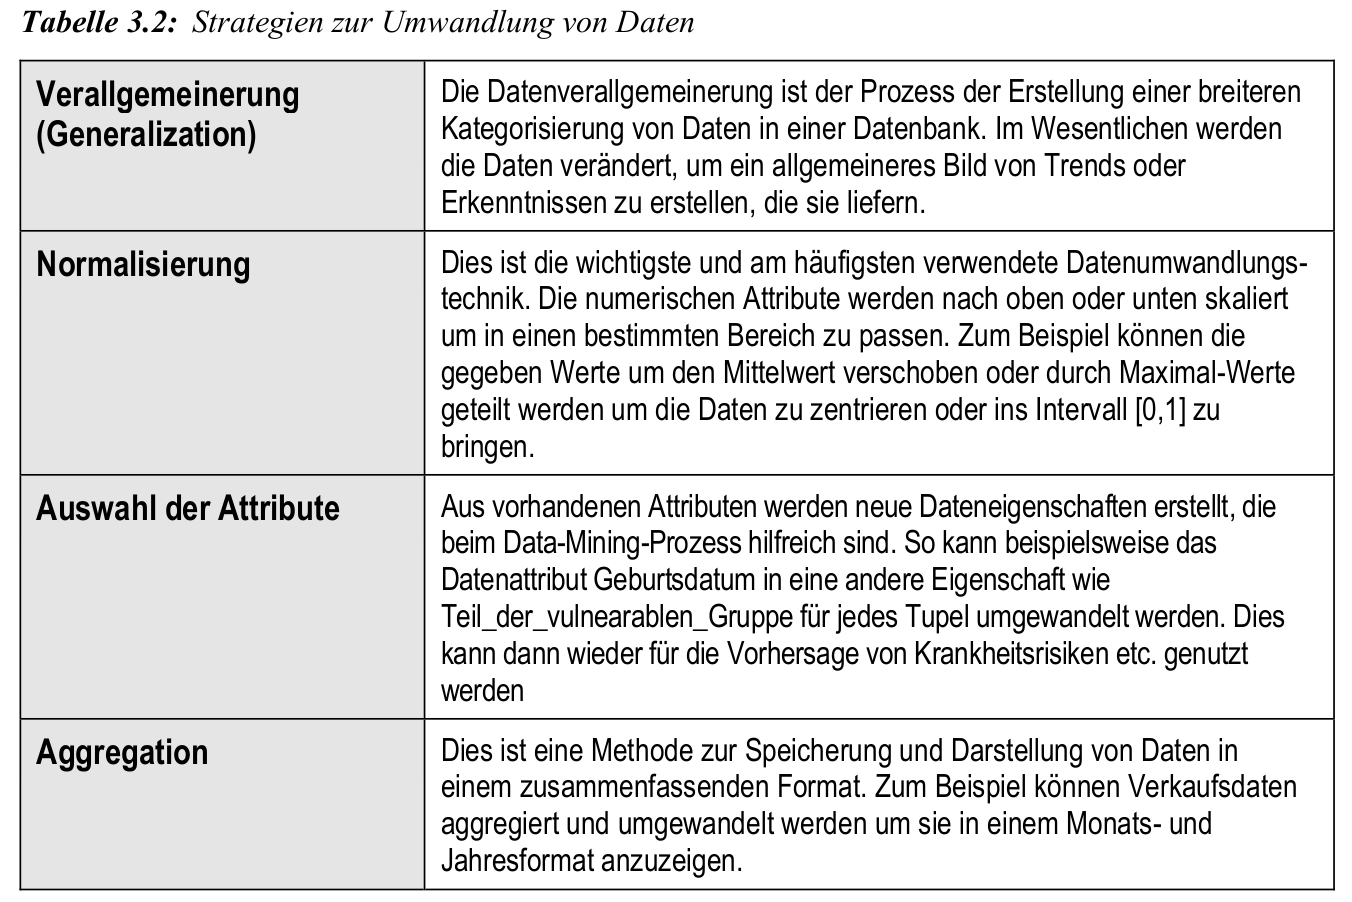 Tabelle 3.2: Strategien zur Umwandlung von Daten
Verallgemeinerung
(Generalization)
Die Datenverallgemeinerung ist der Prozess der Erstellung einer breiteren
Kategorisierung von Daten in einer Datenbank. Im Wesentlichen werden
die Daten verändert, um ein allgemeineres Bild von Trends oder
Erkenntnissen zu erstellen, die sie liefern.
Normalisierung
Dies ist die wichtigste und am häufigsten verwendete Datenumwandlungs-
technik. Die numerischen Attribute werden nach oben oder unten skaliert
um in einen bestimmten Bereich zu passen. Zum Beispiel können die
gegeben Werte um den Mittelwert verschoben oder durch Maximal-Werte
geteilt werden um die Daten zu zentrieren oder ins Intervall [0,1] zu
bringen.
Auswahl der Attribute
Aus vorhandenen Attributen werden neue Dateneigenschaften erstellt, die
beim Data-Mining-Prozess hilfreich sind. So kann beispielsweise das
Datenattribut Geburtsdatum in eine andere Eigenschaft wie
Teil_der_vulnearablen_Gruppe für jedes Tupel umgewandelt werden. Dies
kann dann wieder für die Vorhersage von Krankheitsrisiken etc. genutzt
werden
Aggregation
Dies ist eine Methode zur Speicherung und Darstellung von Daten in
einem zusammenfassenden Format. Zum Beispiel können Verkaufsdaten
aggregiert und umgewandelt werden um sie in einem Monats- und
Jahresformat anzuzeigen.